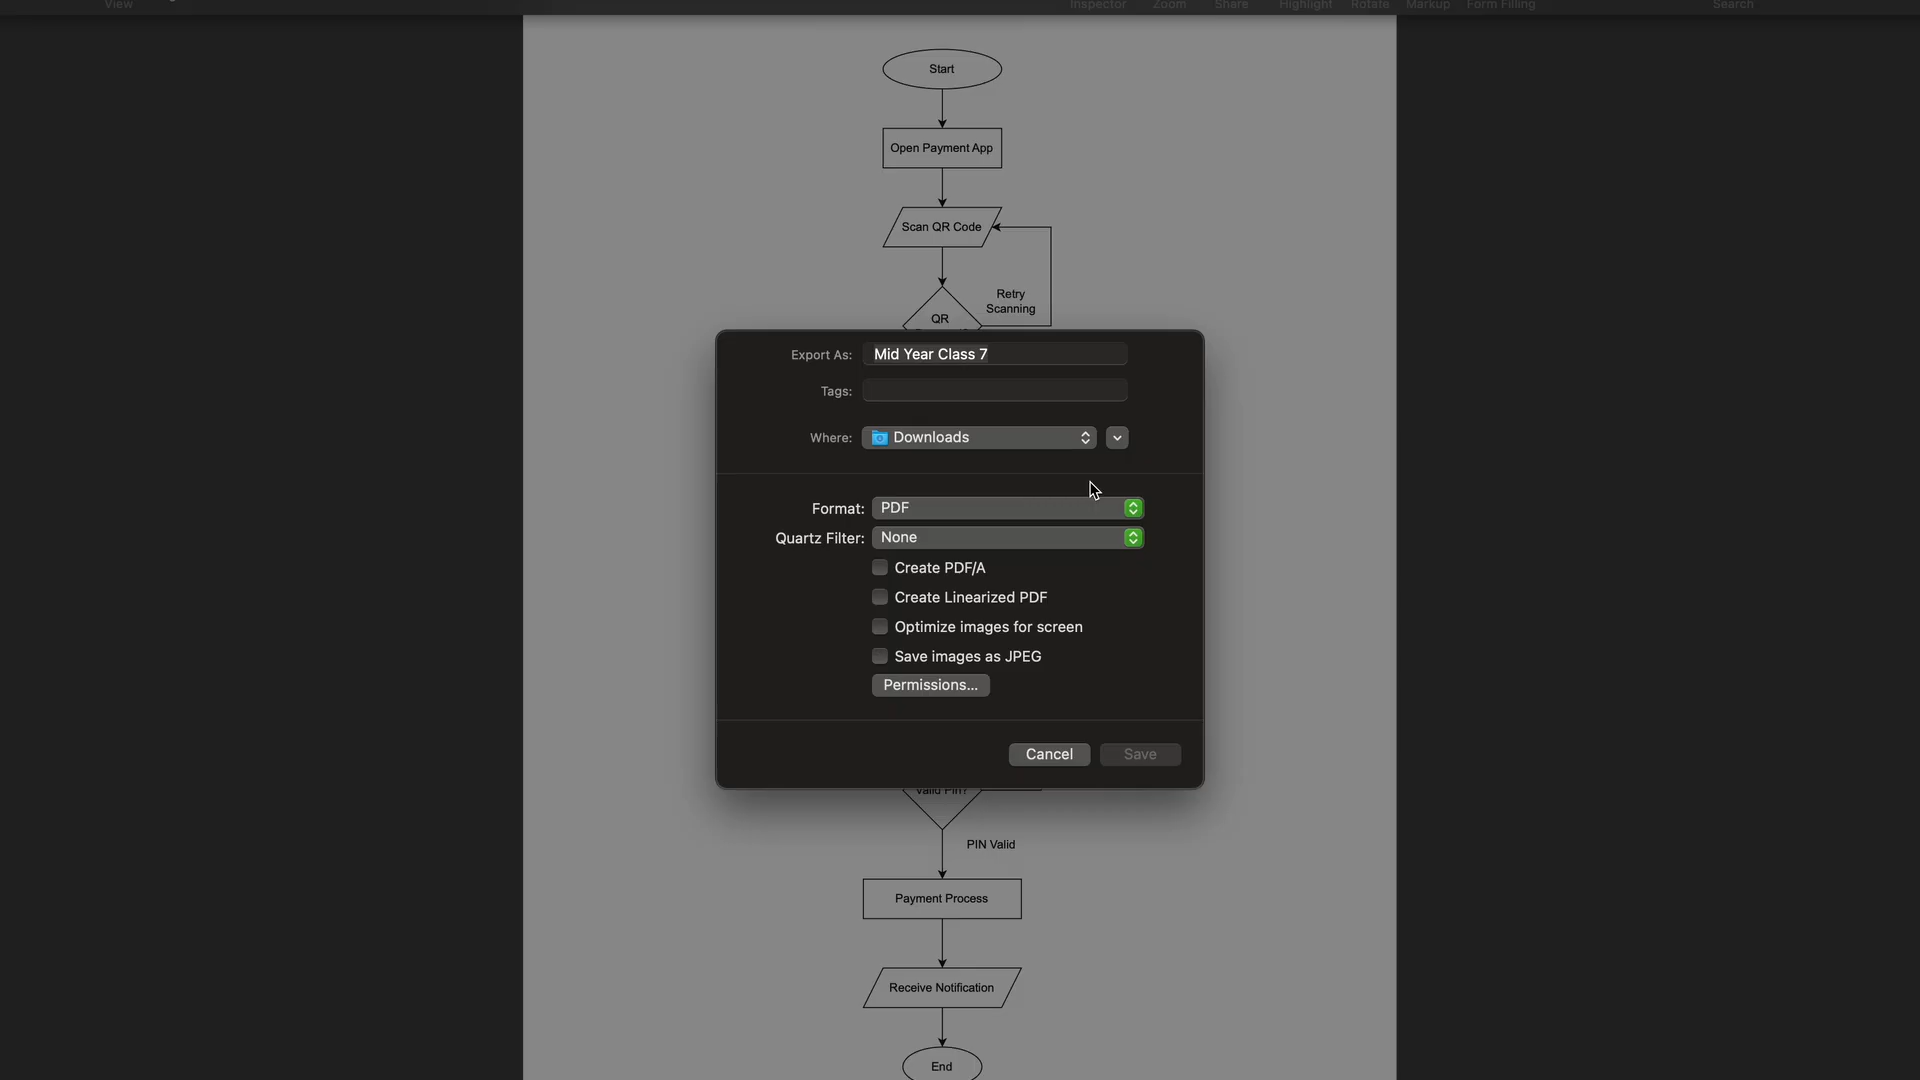 View
Inspector Zoom Share Highlight Rotate Markup Form Filling Search
Start
Open Payment App
Scan QR Code
Retry
Scanning
QR
Export As: Mid Year Class 7
Tags:
Where: Downloads
Format: PDF
Quartz Filter: None
Create PDF/A
Create Linearized PDF
Optimize images for screen
Save images as JPEG
Permissions...
Cancel Save
Valid Pin?
PIN Valid
Payment Process
Receive Notification
End